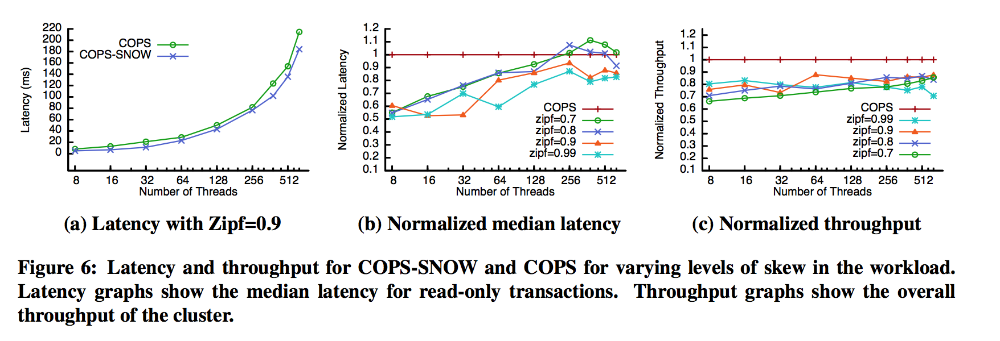 220
200
180
160
140
120
100
80
60
40
20
0
Latency (ms)
COPS
COPS-SNOW
8 16 32 64 128 256 512
Number of Threads
(a) Latency with Zipf=0.9
1.2
1.1
1
0.9
0.8
0.7
0.6
0.5
0.4
0.3
0.2
0.1
Normalized Latency
COPS
zipf=0.7
zipf=0.8
zipf=0.9
zipf=0.99
8 16 32 64 128 256 512
Number of Threads
(b) Normalized median latency
1.2
1.1
1
0.9
0.8
0.7
0.6
0.5
0.4
0.3
0.2
0.1
Normalized Throughput
COPS
zipf=0.99
zipf=0.9
zipf=0.8
zipf=0.7
8 16 32 64 128 256 512
Number of Threads
(c) Normalized throughput
Figure 6: Latency and throughput for COPS-SNOW and COPS for varying levels of skew in the workload.
Latency graphs show the median latency for read-only transactions. Throughput graphs show the overall
throughput of the cluster.